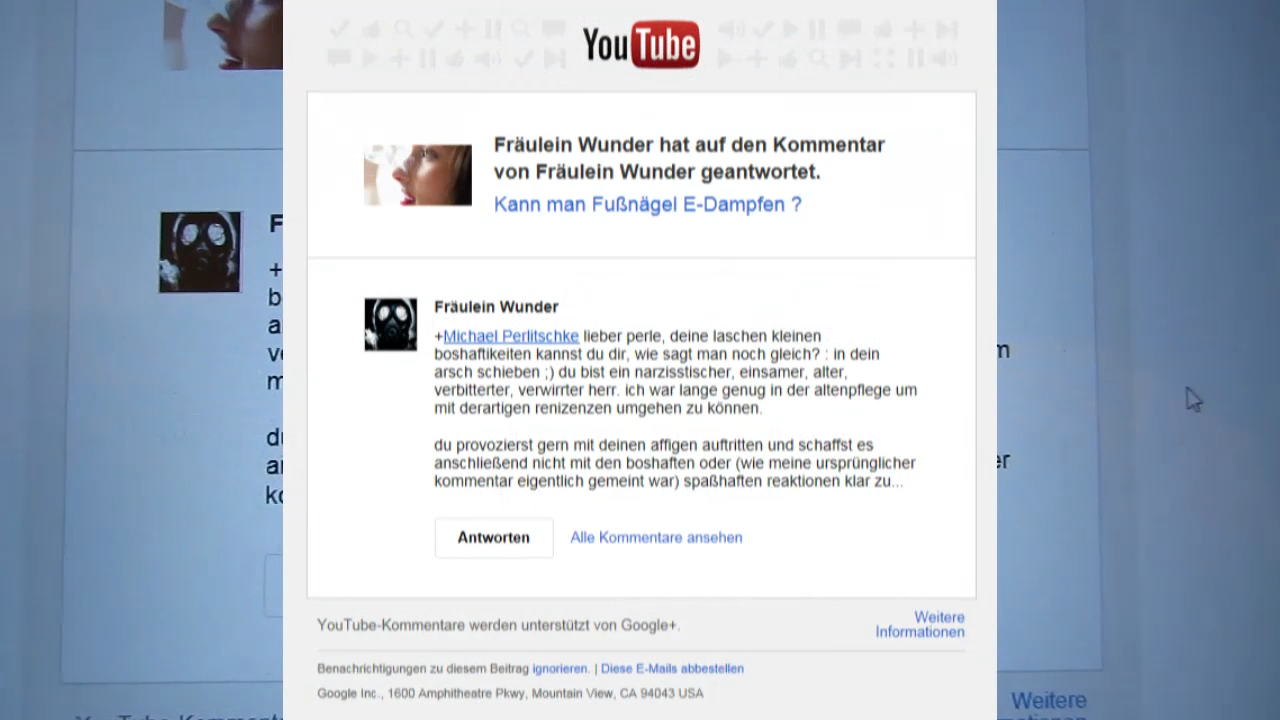 YouTube
Fräulein Wunder hat auf den Kommentar
von Fräulein Wunder geantwortet.
Kann man Fußnägel E-Dampfen ?
Fräulein Wunder
+Michael Perlitschke lieber perle, deine laschen kleinen
boshaftikeiten kannst du dir, wie sagt man noch gleich? : in dein
arsch schieben ;) du bist ein narzisstischer, einsamer, alter,
verbitterter, verwirrter herr. ich war lange genug in der altenpflege um
mit derartigen renizenzen umgehen zu können.
du provozierst gern mit deinen affigen auftritten und schaffst es
anschließend nicht mit den boshaften oder (wie meine ursprünglicher
kommentar eigentlich gemeint war) spaßhaften reaktionen klar zu...
Antworten
Alle Kommentare ansehen
YouTube-Kommentare werden unterstützt von Google+.
Weitere
Informationen
Benachrichtigungen zu diesem Beitrag ignorieren. | Diese E-Mails abbestellen
Google Inc., 1600 Amphitheatre Pkwy, Mountain View, CA 94043 USA
Weitere